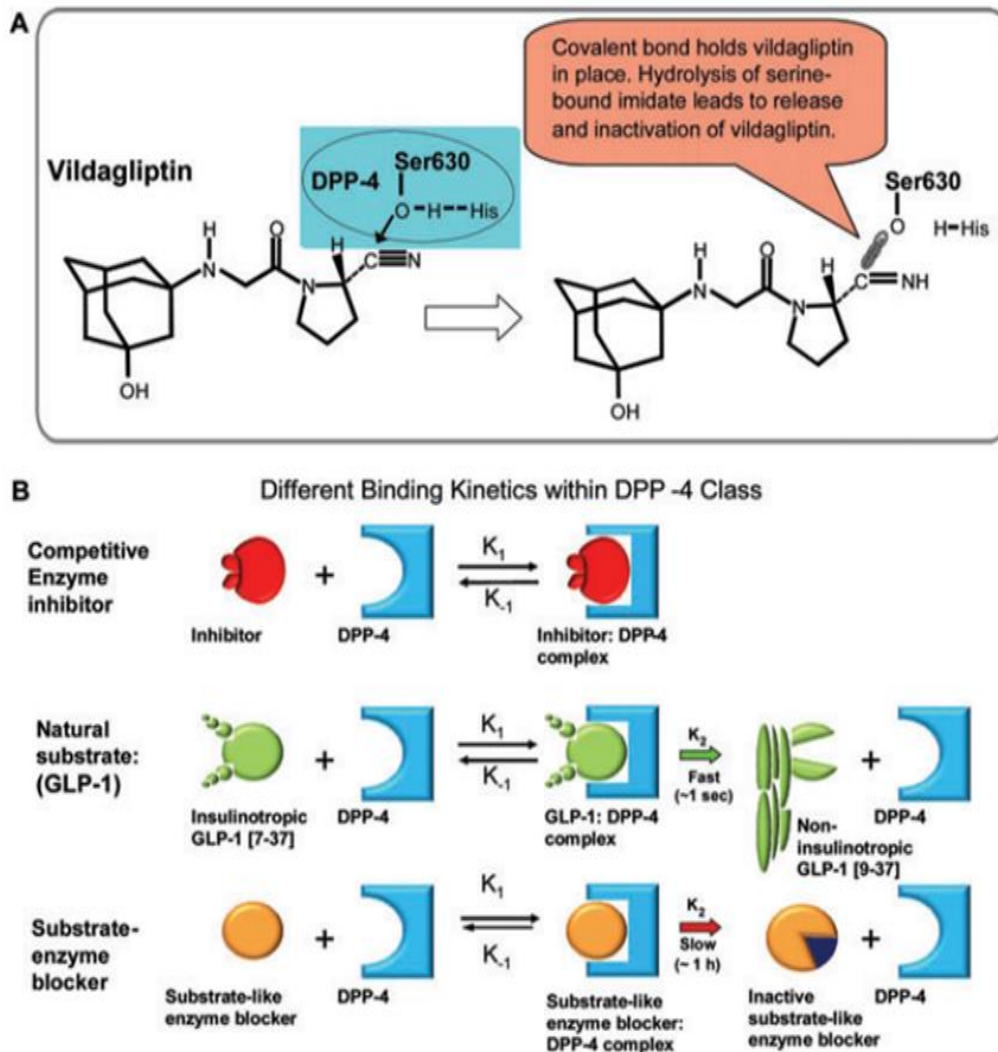 A
Covalent bond holds vildagliptin
in place. Hydrolysis of serine-
bound imidate leads to release
and inactivation of vildagliptin.
Vildagliptin
DPP-4
Ser630
O-H--His
H
N
O
N
H
C≡N
OH
Ser630
O
H-His
H
N
O
N
H
C=NH
OH
B
Different Binding Kinetics within DPP -4 Class
Competitive
Enzyme
inhibitor
+
K1
K-1
Inhibitor
DPP-4
Inhibitor: DPP-4
complex
Natural
substrate:
(GLP-1)
+
K1
K-1
K2
Fast
(~1 sec)
+
Insulinotropic
GLP-1 [7-37]
DPP-4
GLP-1: DPP-4
complex
Non-
insulinotropic
GLP-1 [9-37]
DPP-4
Substrate-
enzyme
blocker
+
K1
K-1
K2
Slow
(~ 1 h)
+
Substrate-like
enzyme blocker
DPP-4
Substrate-like
enzyme blocker:
DPP-4 complex
Inactive
substrate-like
enzyme blocker
DPP-4